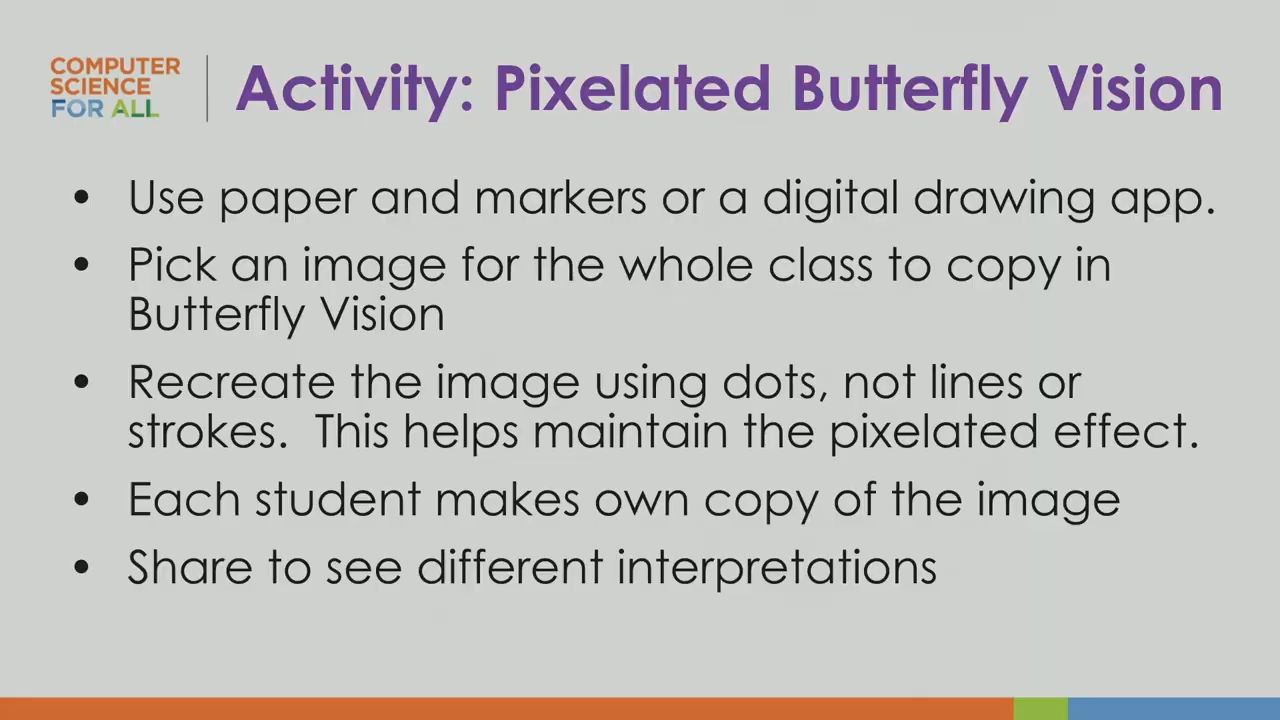 COMPUTER
SCIENCE
FOR ALL
Activity: Pixelated Butterfly Vision
• Use paper and markers or a digital drawing app.
• Pick an image for the whole class to copy in
Butterfly Vision
• Recreate the image using dots, not lines or
strokes.  This helps maintain the pixelated effect.
• Each student makes own copy of the image
• Share to see different interpretations